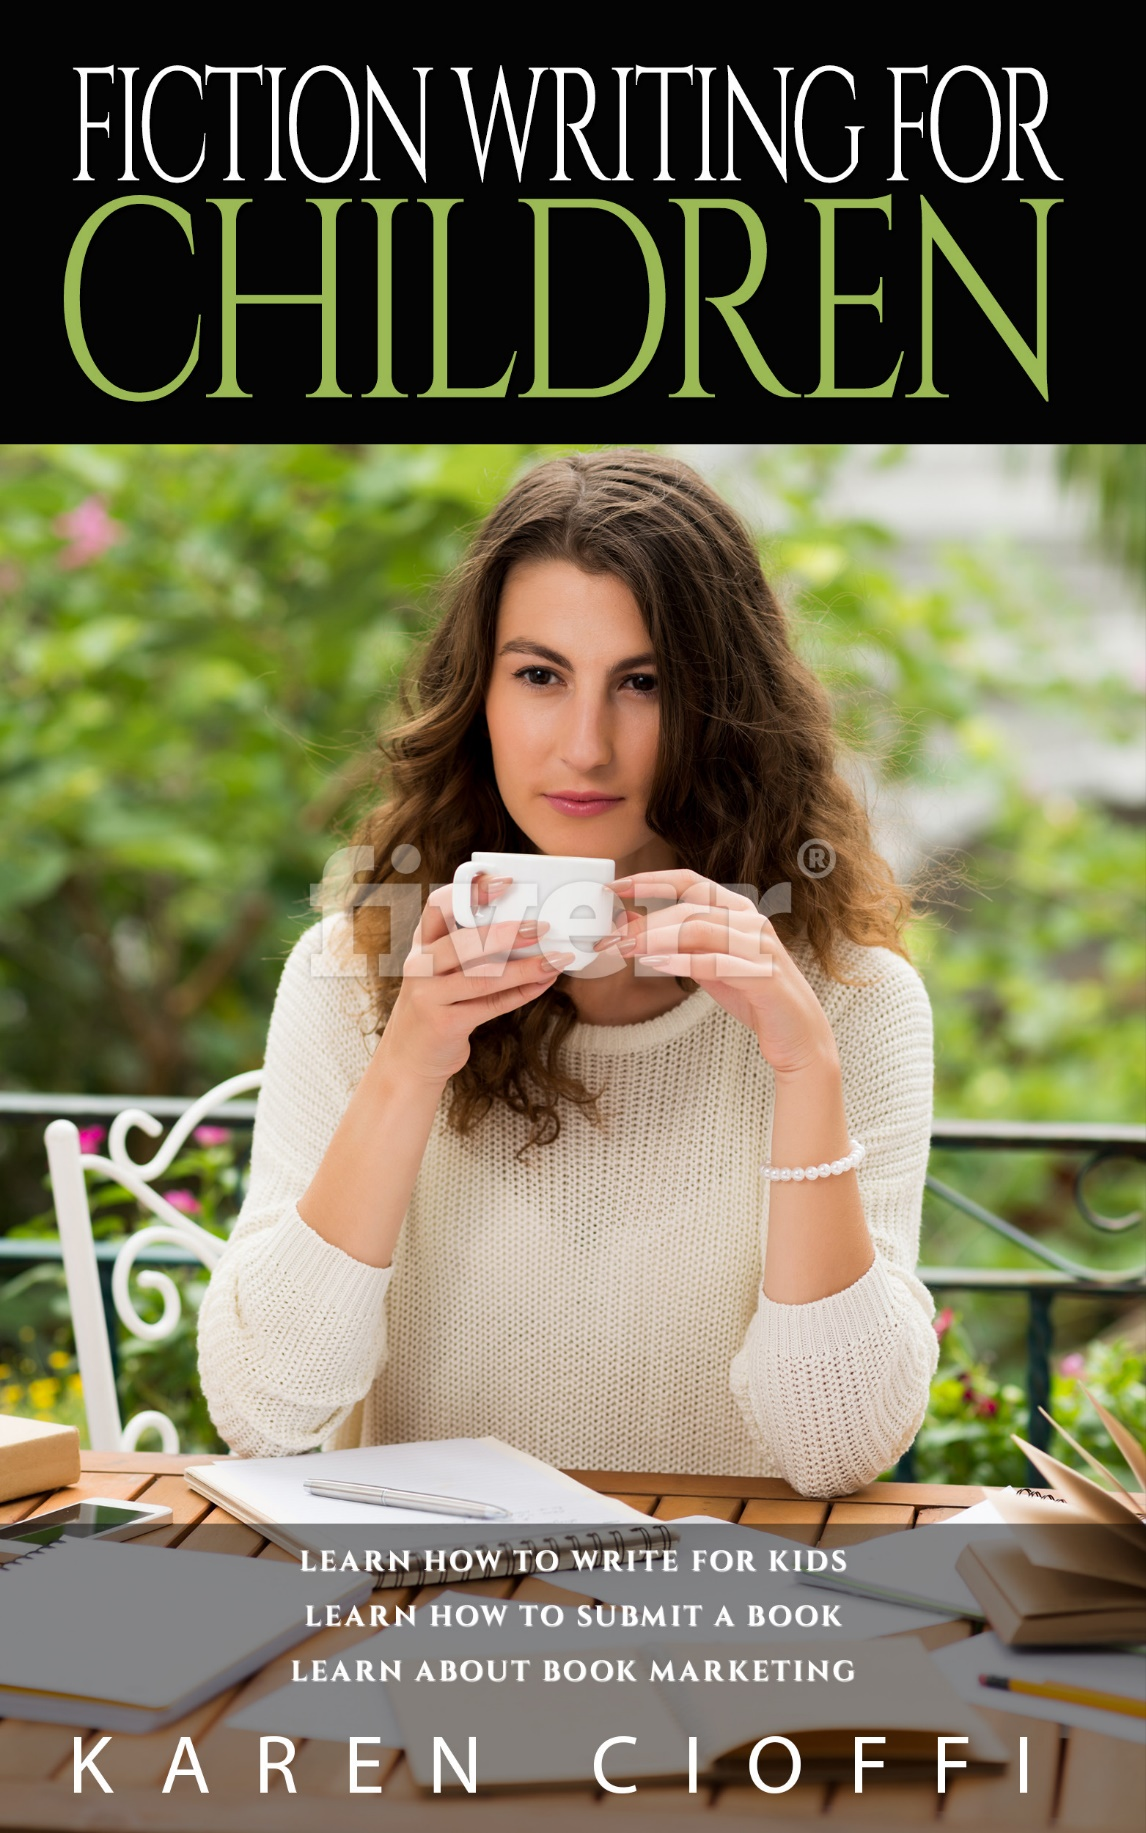 FICTION WRITING FOR
CHILDREN
fiverr®
LEARN HOW TO WRITE FOR KIDS
LEARN HOW TO SUBMIT A BOOK
LEARN ABOUT BOOK MARKETING
KAREN CIOFFI